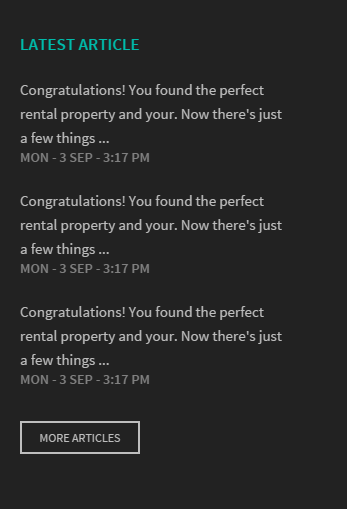 LATEST ARTICLE
Congratulations! You found the perfect
rental property and your. Now there's just
a few things ...
MON - 3 SEP - 3:17 PM
Congratulations! You found the perfect
rental property and your. Now there's just
a few things ...
MON - 3 SEP - 3:17 PM
Congratulations! You found the perfect
rental property and your. Now there's just
a few things ...
MON - 3 SEP - 3:17 PM
MORE ARTICLES